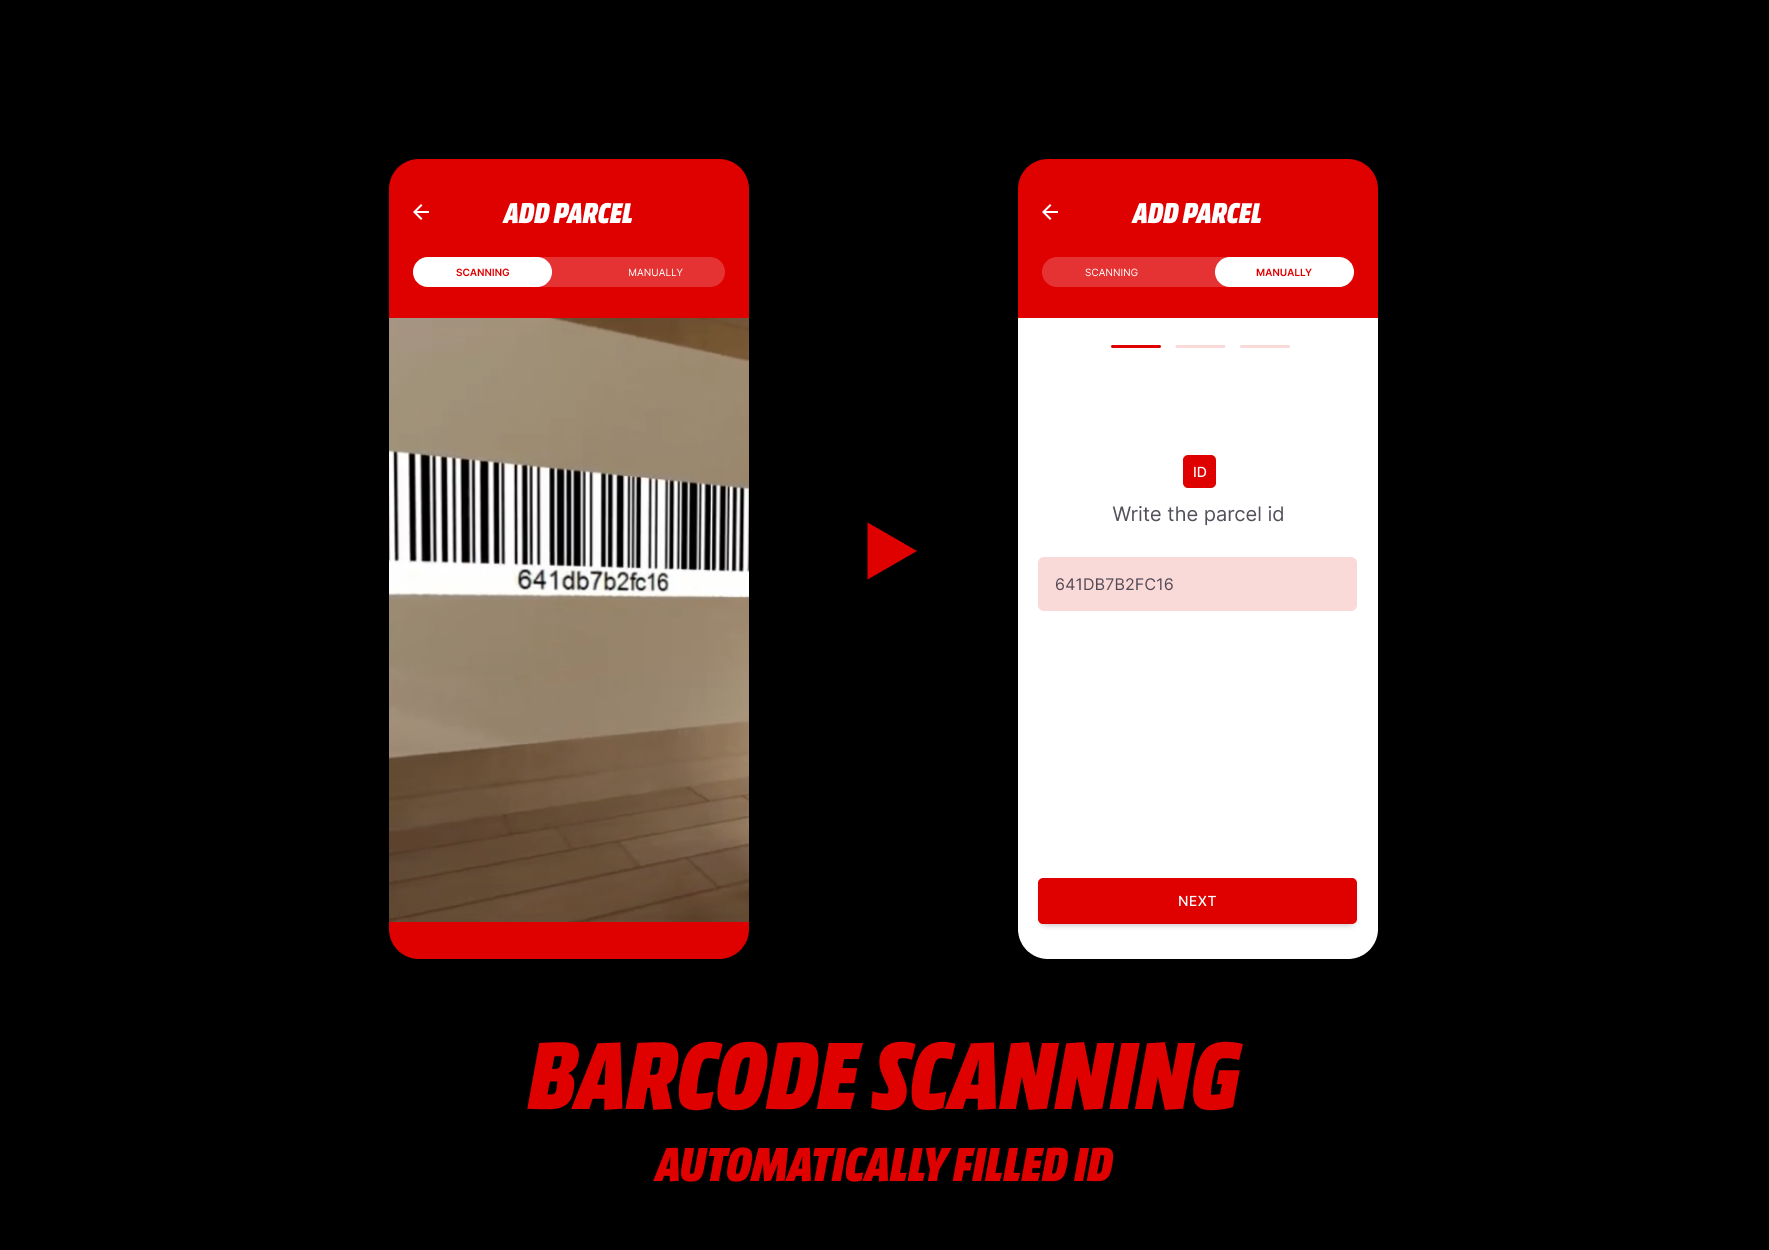 ADD PARCEL
SCANNING
MANUALLY
641db7b2fc16
ADD PARCEL
SCANNING
MANUALLY
ID
Write the parcel id
641DB7B2FC16
NEXT
BARCODE SCANNING
AUTOMATICALLY FILLED ID